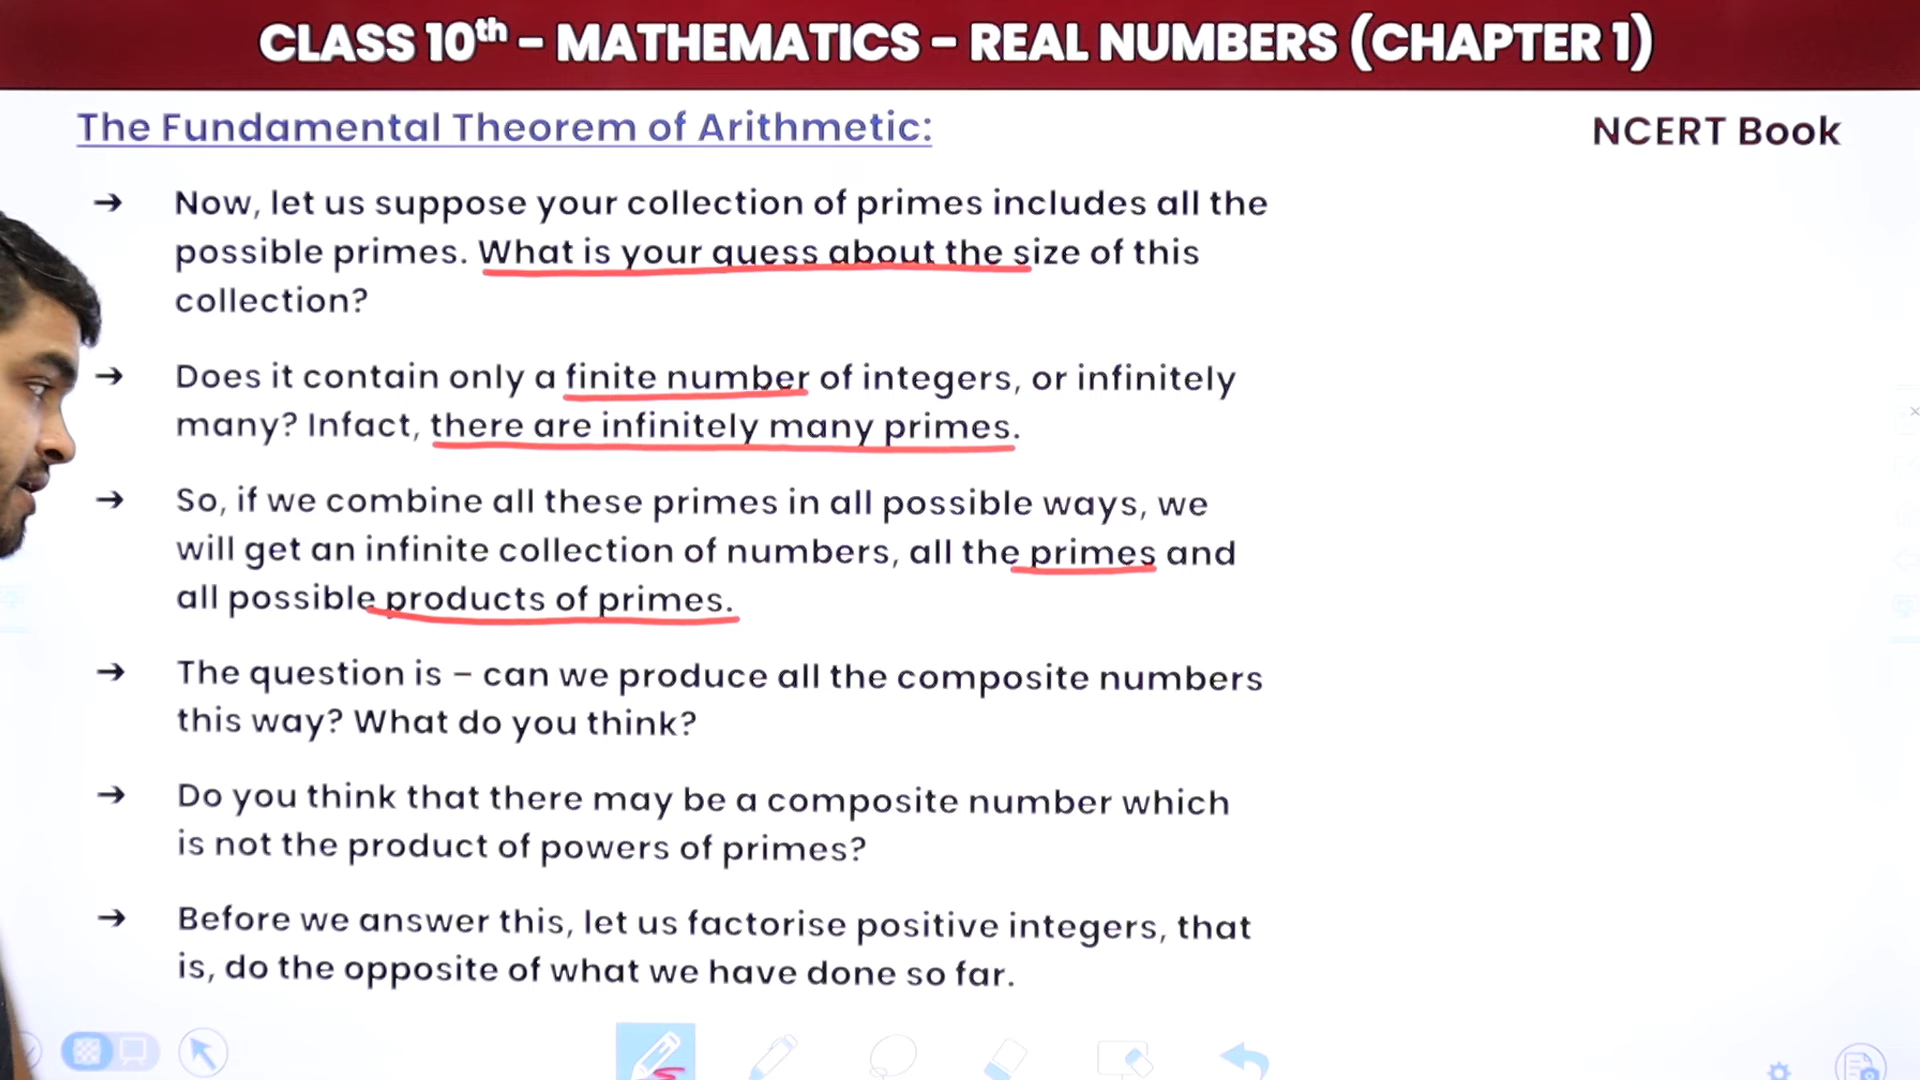 CLASS 10th - MATHEMATICS - REAL NUMBERS (CHAPTER 1)
The Fundamental Theorem of Arithmetic:
NCERT Book
→ Now, let us suppose your collection of primes includes all the
possible primes. What is your guess about the size of this
collection?
→ Does it contain only a finite number of integers, or infinitely
many? Infact, there are infinitely many primes.
→ So, if we combine all these primes in all possible ways, we
will get an infinite collection of numbers, all the primes and
all possible products of primes.
→ The question is – can we produce all the composite numbers
this way? What do you think?
→ Do you think that there may be a composite number which
is not the product of powers of primes?
→ Before we answer this, let us factorise positive integers, that
is, do the opposite of what we have done so far.